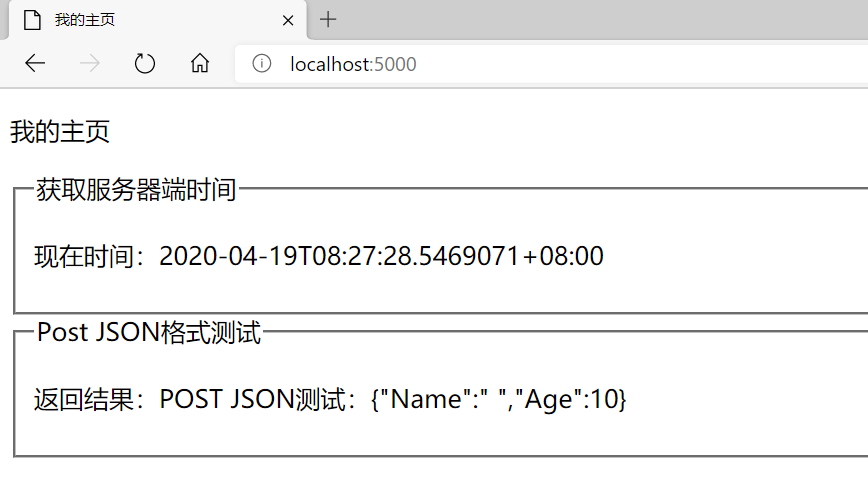 我的主页
localhost:5000
我的主页
获取服务器端时间
现在时间：2020-04-19T08:27:28.5469071+08:00
Post JSON格式测试
返回结果：POST JSON测试：{"Name":" ","Age":10}